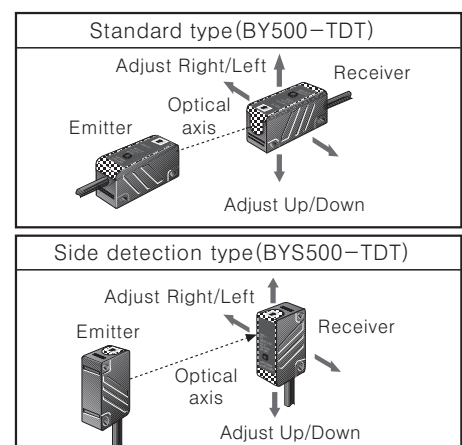 Standard type(BY500-TDT)
Adjust Right/Left
Receiver
Optical
axis
Emitter
Adjust Up/Down
Side detection type(BYS500-TDT)
Adjust Right/Left
Emitter
Receiver
Optical
axis
Adjust Up/Down